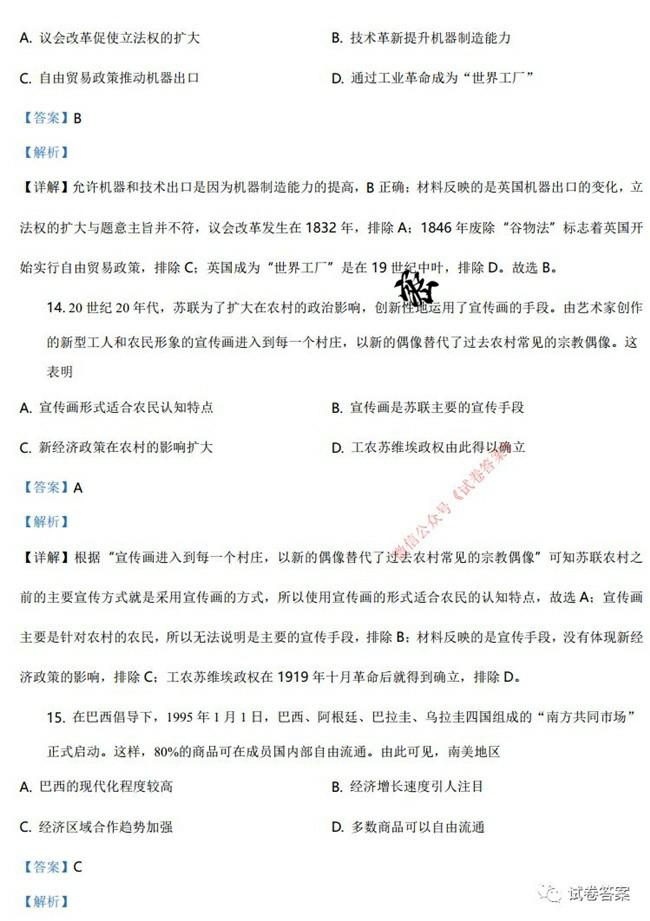 A. 议会改革促使立法权的扩大 B. 技术革新提升机器制造能力
C. 自由贸易政策推动机器出口 D. 通过工业革命成为“世界工厂”
【答案】B
【解析】
【详解】允许机器和技术出口是因为机器制造能力的提高，B 正确；材料反映的是英国机器出口的变化，立
法权的扩大与题意主旨并不符，议会改革发生在 1832 年，排除 A；1846 年废除“谷物法”标志着英国开
始实行自由贸易政策，排除 C；英国成为“世界工厂”是在 19 世纪中叶，排除 D。故选 B。
14. 20 世纪 20 年代，苏联为了扩大在农村的政治影响，创新性地运用了宣传画的手段。由艺术家创作
的新型工人和农民形象的宣传画进入到每一个村庄，以新的偶像替代了过去农村常见的宗教偶像。这
表明
A. 宣传画形式适合农民认知特点 B. 宣传画是苏联主要的宣传手段
C. 新经济政策在农村的影响扩大 D. 工农苏维埃政权由此得以确立
微信公众号《试卷答案》
【答案】A
【解析】
【详解】根据“宣传画进入到每一个村庄，以新的偶像替代了过去农村常见的宗教偶像”可知苏联农村之
前的主要宣传方式就是采用宣传画的方式，所以使用宣传画的形式适合农民的认知特点，故选 A；宣传画
主要是针对农村的农民，所以无法说明是主要的宣传手段，排除 B；材料反映的是宣传手段，没有体现新经
济政策的影响，排除 C；工农苏维埃政权在 1919 年十月革命后就得到确立，排除 D。
15. 在巴西倡导下，1995 年 1 月 1 日，巴西、阿根廷、巴拉圭、乌拉圭四国组成的“南方共同市场”
正式启动。这样，80%的商品可在成员国内部自由流通。由此可见，南美地区
A. 巴西的现代化程度较高 B. 经济增长速度引人注目
C. 经济区域合作趋势加强 D. 多数商品可以自由流通
【答案】C
【解析】
试卷答案